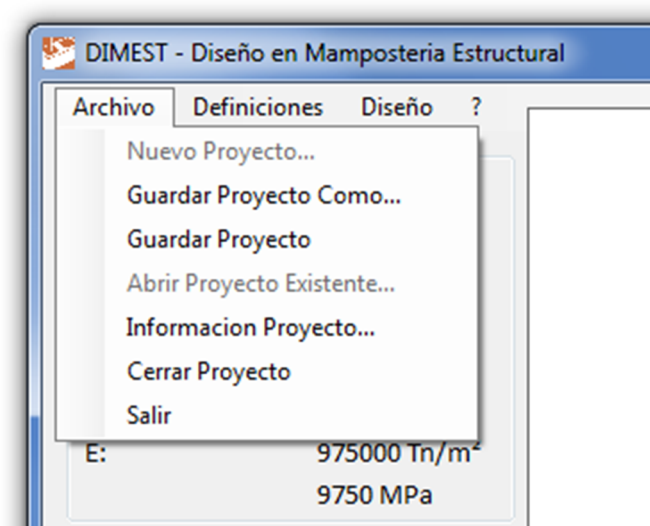 DIMEST - Diseño en Mamposteria Estructural
Archivo Definiciones Diseño ?
Nuevo Proyecto...
Guardar Proyecto Como...
Guardar Proyecto
Abrir Proyecto Existente...
Informacion Proyecto...
Cerrar Proyecto
Salir
E: 975000 Tn/m²
9750 MPa